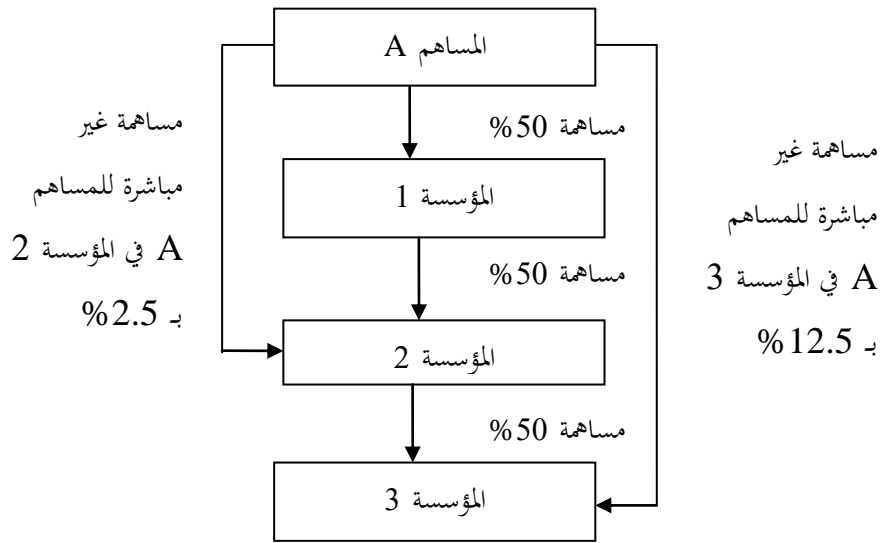 المساهم A
مساهمة 50%
المؤسسة 1
مساهمة 50%
المؤسسة 2
مساهمة 50%
المؤسسة 3
مساهمة غير
مباشرة للمساهم
A في المؤسسة 3
بـ 12.5%
مساهمة غير
مباشرة للمساهم
A في المؤسسة 2
بـ 2.5%